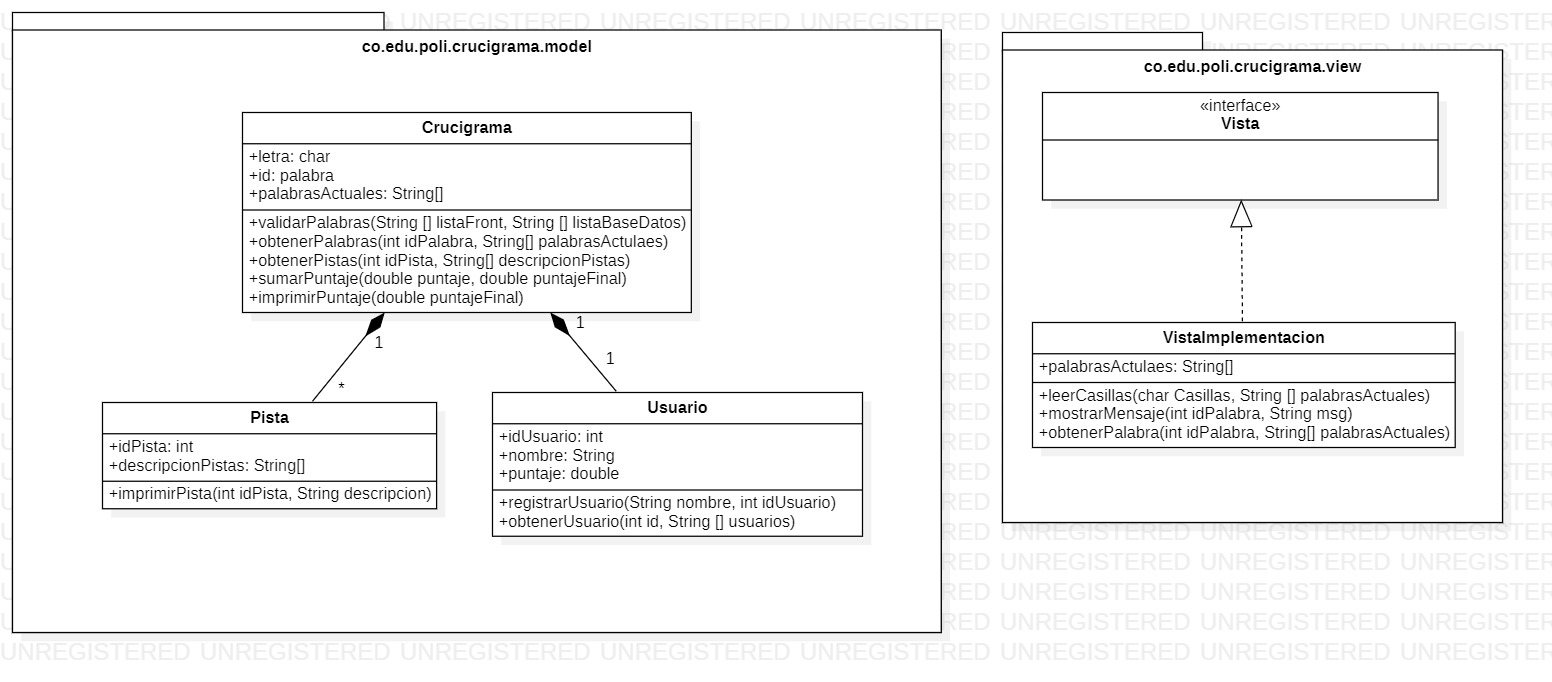 co.edu.poli.crucigrama.model
Crucigrama
+letra: char
+id: palabra
+palabrasActuales: String[]
+validarPalabras(String [] listaFront, String [] listaBaseDatos)
+obtenerPalabras(int idPalabra, String[] palabrasActulaes)
+obtenerPistas(int idPista, String[] descripcionPistas)
+sumarPuntaje(double puntaje, double puntajeFinal)
+imprimirPuntaje(double puntajeFinal)
1
*
1
1
Pista
+idPista: int
+descripcionPistas: String[]
+imprimirPista(int idPista, String descripcion)
Usuario
+idUsuario: int
+nombre: String
+puntaje: double
+registrarUsuario(String nombre, int idUsuario)
+obtenerUsuario(int id, String [] usuarios)
co.edu.poli.crucigrama.view
«interface»
Vista
VistaImplementacion
+palabrasActulaes: String[]
+leerCasillas(char Casillas, String [] palabrasActuales)
+mostrarMensaje(int idPalabra, String msg)
+obtenerPalabra(int idPalabra, String[] palabrasActuales)
UNREGISTERED UNREGISTERED UNREGISTERED UNREGISTERED UNREGISTERED UNREGISTERED UNREGISTERED